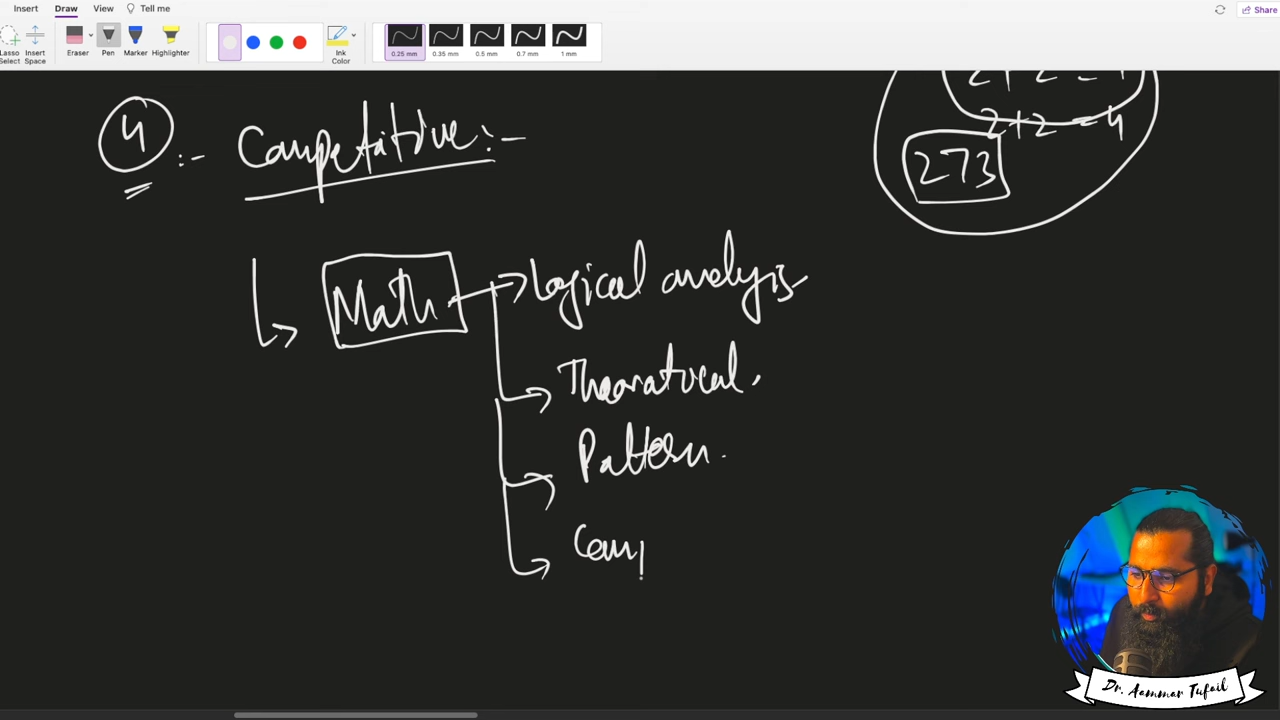 Insert Draw View Tell me
Share
Lasso Select
Insert Space
Eraser
Pen
Marker
Highlighter
Ink Color
0.25 mm
0.35 mm
0.5 mm
0.7 mm
1 mm
2+2=4
273
4 :- Competitive:-
Math → Logical analysis
→ Theoratical.
→ Pattern.
→ Comp
Dr. Aammar Tufail